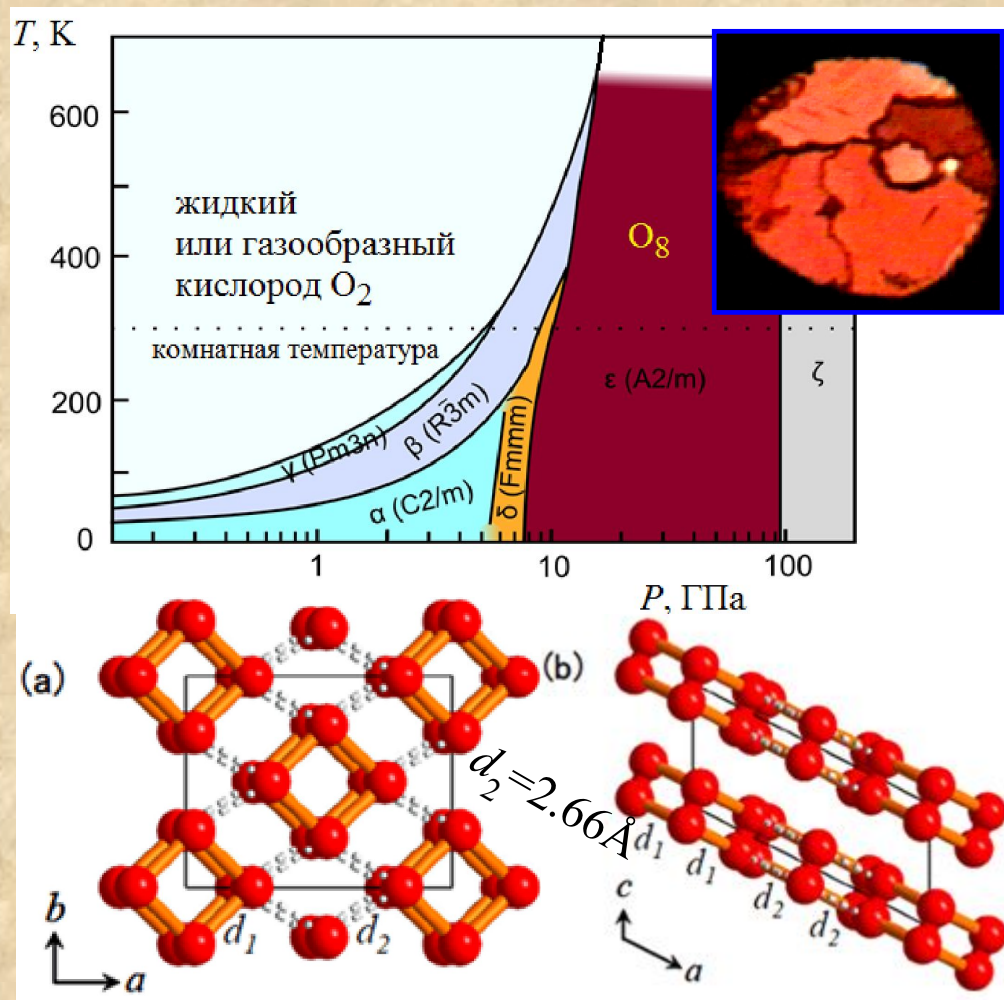 T, K
600
жидкий
или газообразный
кислород O₂
O₈
400
комнатная температура
ε (A2/m)
ζ
200
γ (Pm3n)
β (R3̄m)
α (C2/m)
δ (Fmmm)
0
1
10
100
P, ГПа
(a)
(b)
d₂=2.66Å
d₁
d₂
b
a
d₁
d₁
d₂
d₂
c
a